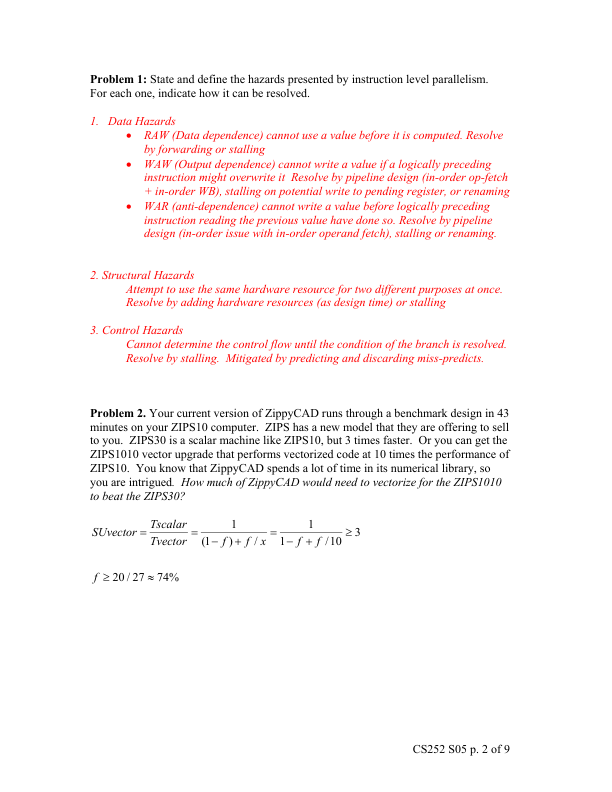 Problem 1: State and define the hazards presented by instruction level parallelism.
For each one, indicate how it can be resolved.
1. Data Hazards
• RAW (Data dependence) cannot use a value before it is computed. Resolve
by forwarding or stalling
• WAW (Output dependence) cannot write a value if a logically preceding
instruction might overwrite it  Resolve by pipeline design (in-order op-fetch
+ in-order WB), stalling on potential write to pending register, or renaming
• WAR (anti-dependence) cannot write a value before logically preceding
instruction reading the previous value have done so. Resolve by pipeline
design (in-order issue with in-order operand fetch), stalling or renaming.
2. Structural Hazards
Attempt to use the same hardware resource for two different purposes at once.
Resolve by adding hardware resources (as design time) or stalling
3. Control Hazards
Cannot determine the control flow until the condition of the branch is resolved.
Resolve by stalling.  Mitigated by predicting and discarding miss-predicts.
Problem 2. Your current version of ZippyCAD runs through a benchmark design in 43
minutes on your ZIPS10 computer.  ZIPS has a new model that they are offering to sell
to you.  ZIPS30 is a scalar machine like ZIPS10, but 3 times faster.  Or you can get the
ZIPS1010 vector upgrade that performs vectorized code at 10 times the performance of
ZIPS10.  You know that ZippyCAD spends a lot of time in its numerical library, so
you are intrigued.  How much of ZippyCAD would need to vectorize for the ZIPS1010
to beat the ZIPS30?
SUvector = Tscalar / Tvector = 1 / ((1 − f) + f / x) = 1 / (1 − f + f / 10) ≥ 3
f ≥ 20 / 27 ≈ 74%
CS252 S05 p. 2 of 9